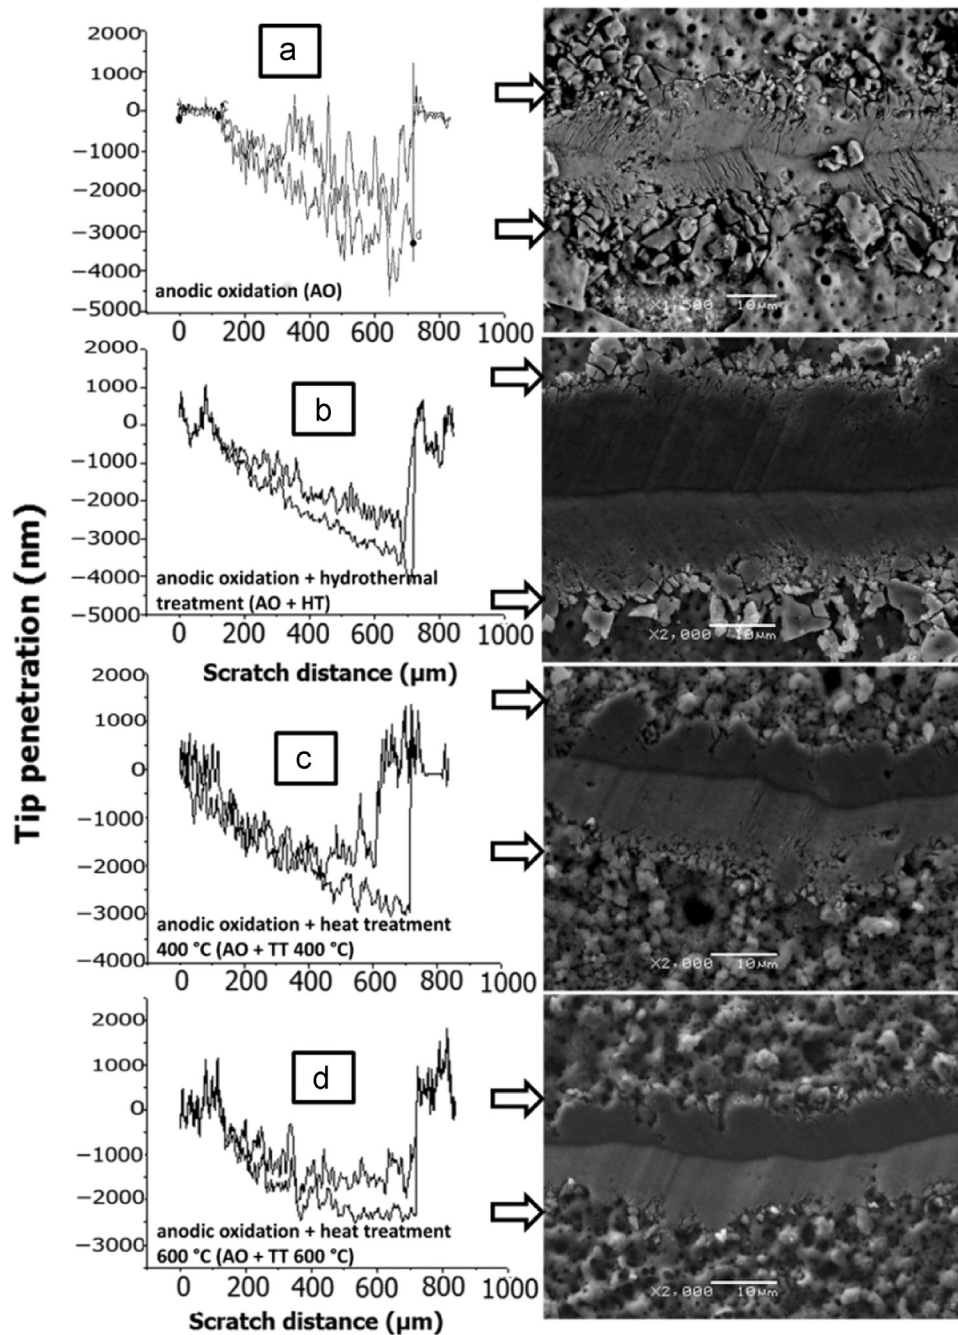 Tip penetration (nm)
2000
1000
0
−1000
−2000
−3000
−4000
−5000
a
d
anodic oxidation (AO)
0 200 400 600 800 1000
X1,500 10µm
2000
1000
0
−1000
−2000
−3000
−4000
−5000
b
anodic oxidation + hydrothermal
treatment (AO + HT)
0 200 400 600 800 1000
Scratch distance (µm)
X2,000 10µm
2000
1000
0
−1000
−2000
−3000
−4000
c
anodic oxidation + heat treatment
400 °C (AO + TT 400 °C)
0 200 400 600 800 1000
X2,000 10µm
2000
1000
0
−1000
−2000
−3000
d
anodic oxidation + heat treatment
600 °C (AO + TT 600 °C)
0 200 400 600 800 1000
Scratch distance (µm)
X2,000 10µm